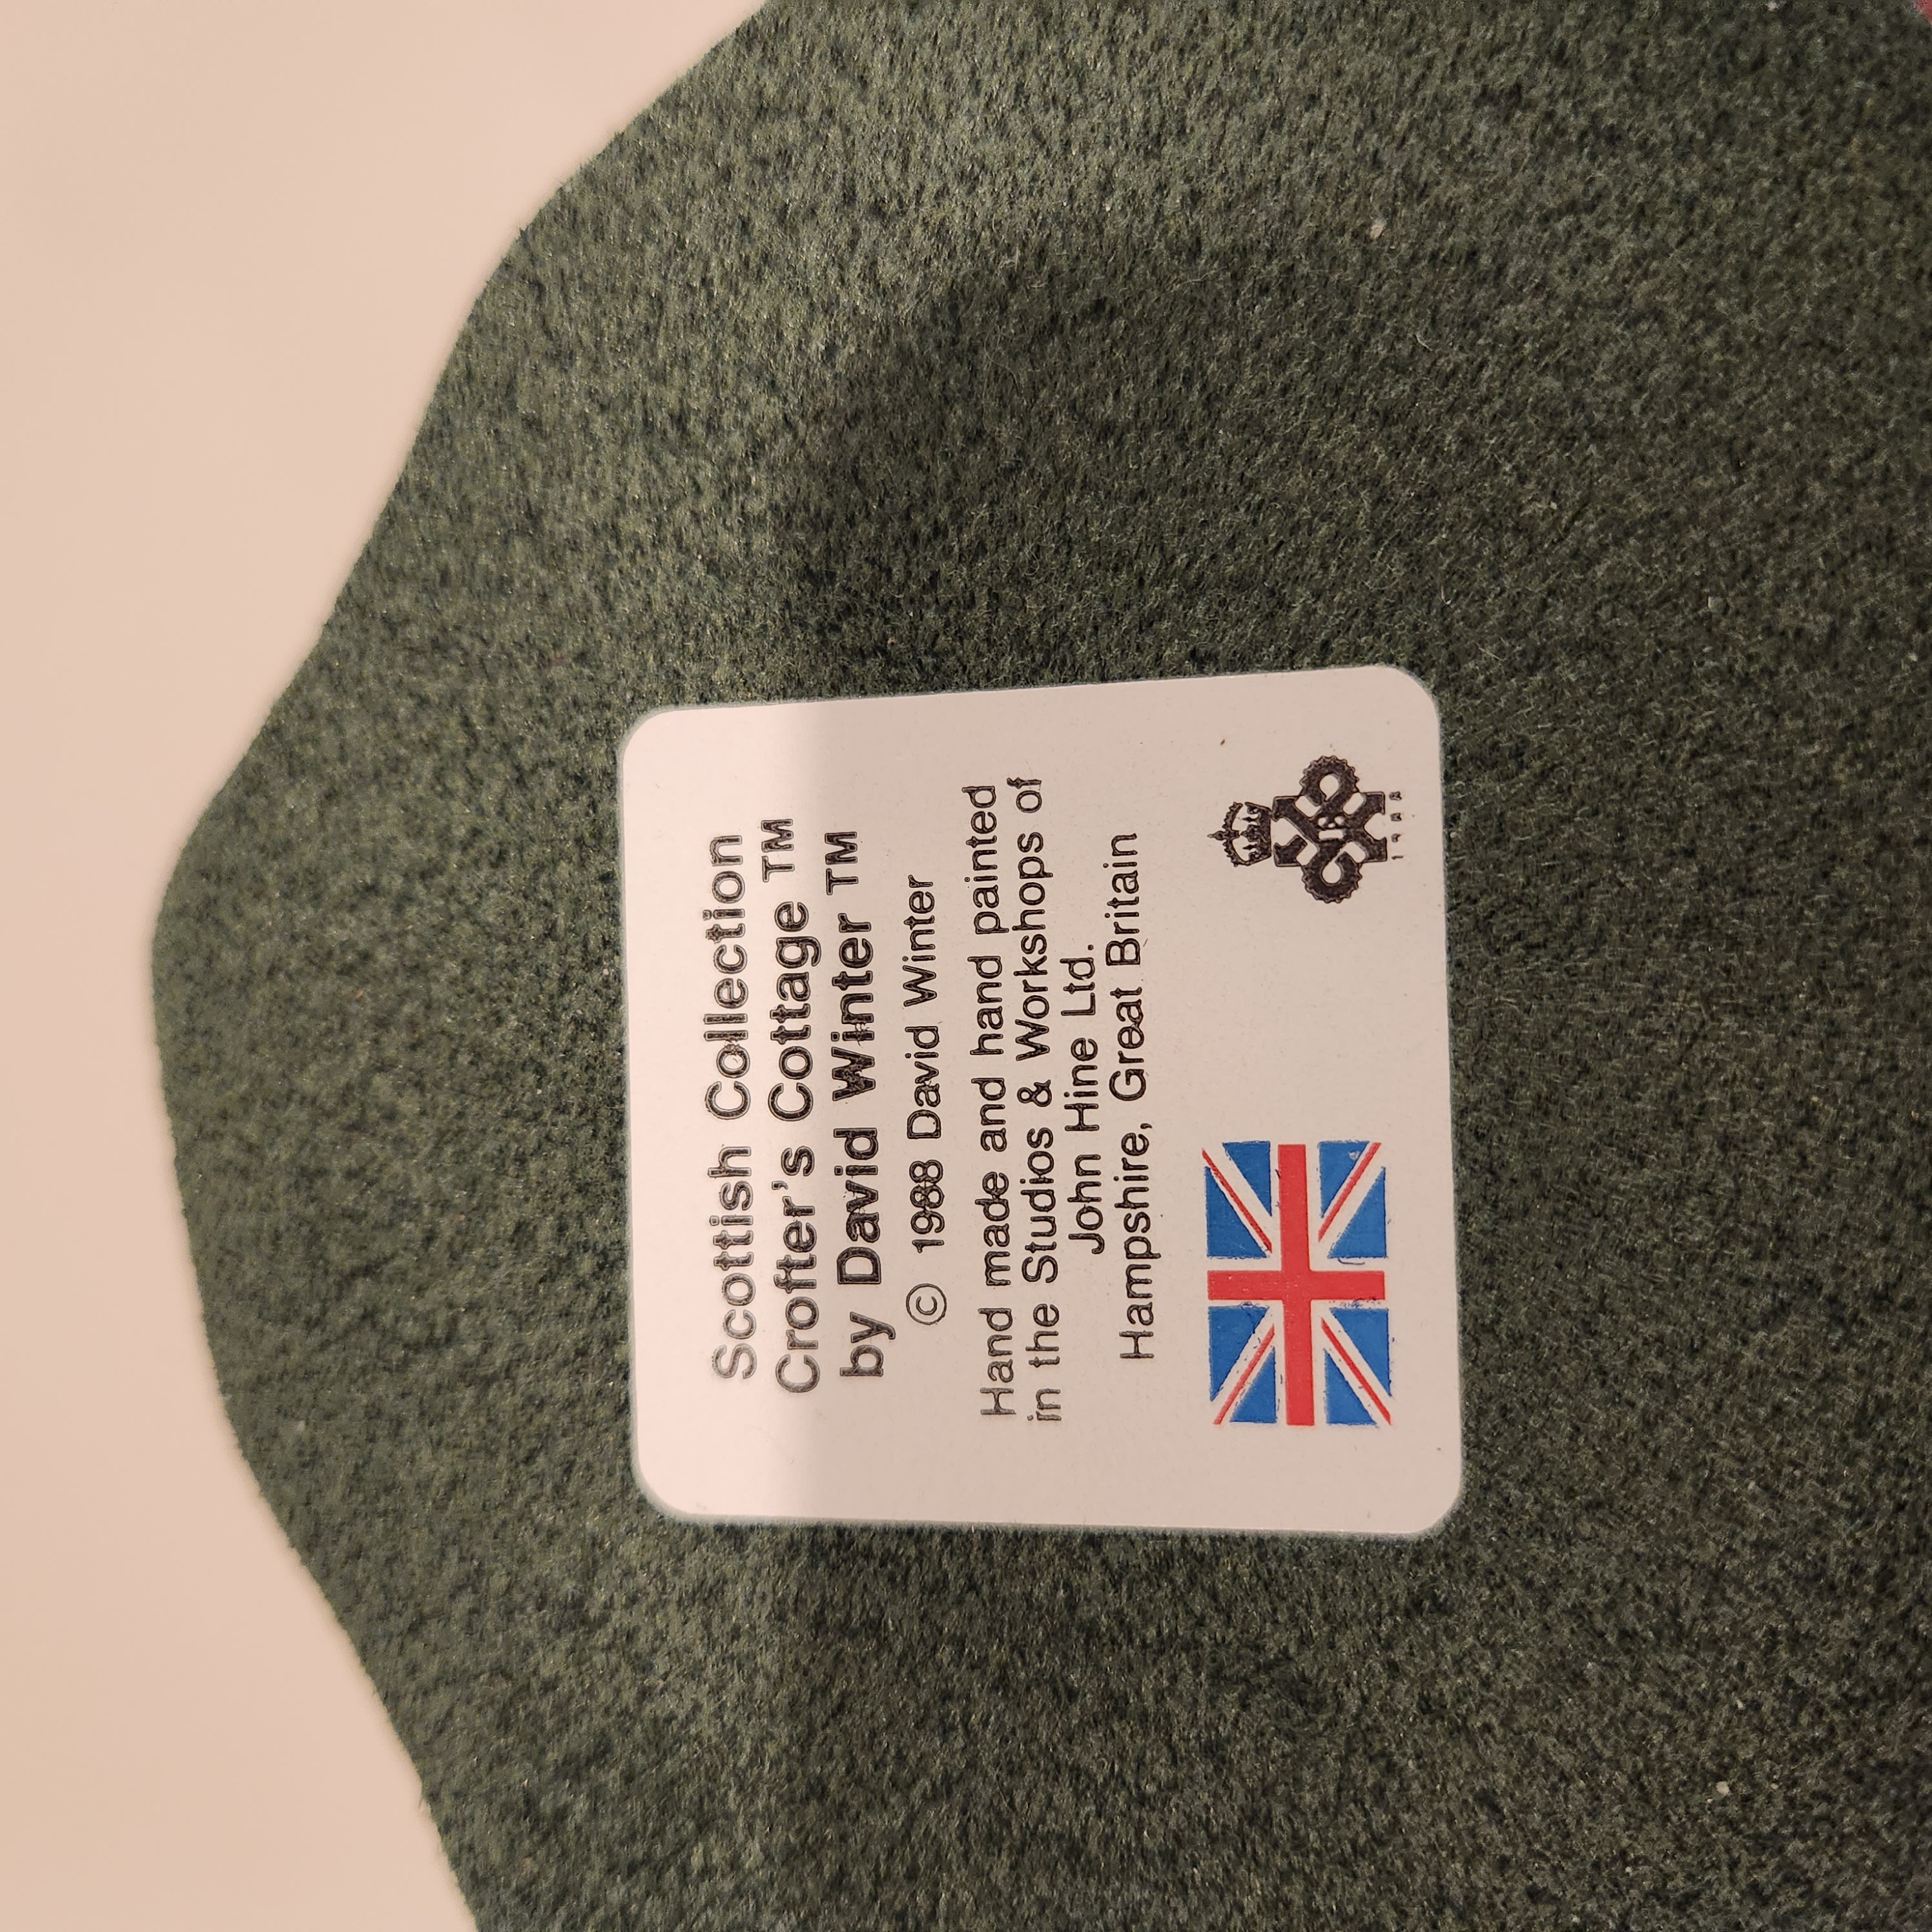 Scottish Collection
Crofter's Cottage ™
by David Winter ™
© 1988 David Winter
Hand made and hand painted
in the Studios & Workshops of
John Hine Ltd.
Hampshire, Great Britain